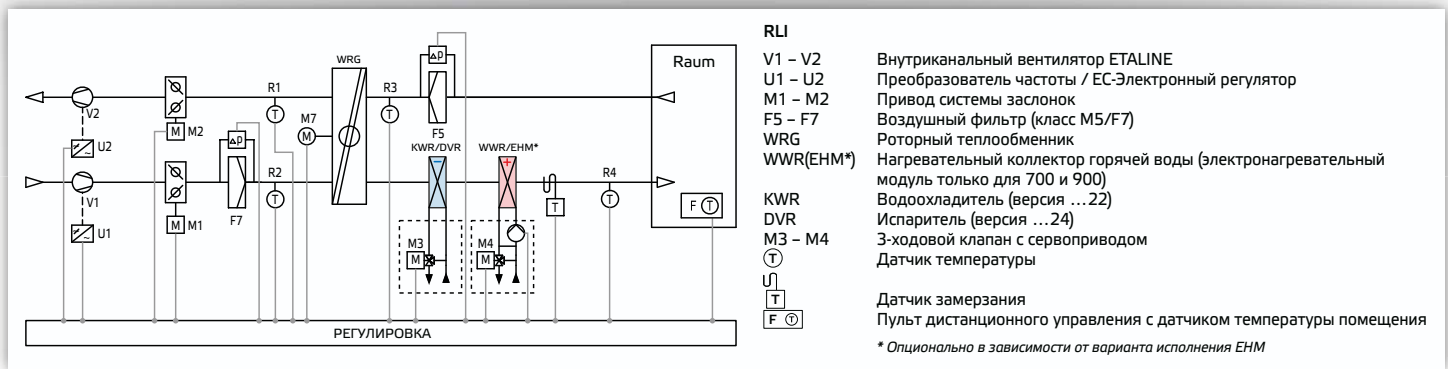 WRG
Raum
V2
U2
M2
R1
M7
R3
Δp
F5
KWR/DVR
WWR/EHM*
V1
U1
M1
Δp
F7
R2
R4
T
T
T
T
T
M
M
M
F T
M3
M
M4
M
РЕГУЛИРОВКА
RLI
V1 – V2 Внутриканальный вентилятор ETALINE
U1 – U2 Преобразователь частоты / ЕС-Электронный регулятор
M1 – M2 Привод системы заслонок
F5 – F7 Воздушный фильтр (класс M5/F7)
WRG Роторный теплообменник
WWR(EHM*) Нагревательный коллектор горячей воды (электронагревательный
модуль только для 700 и 900)
KWR Водоохладитель (версия …22)
DVR Испаритель (версия …24)
M3 – M4 3-ходовой клапан с сервоприводом
T Датчик температуры
T Датчик замерзания
F T Пульт дистанционного управления с датчиком температуры помещения
* Опционально в зависимости от варианта исполнения EHM